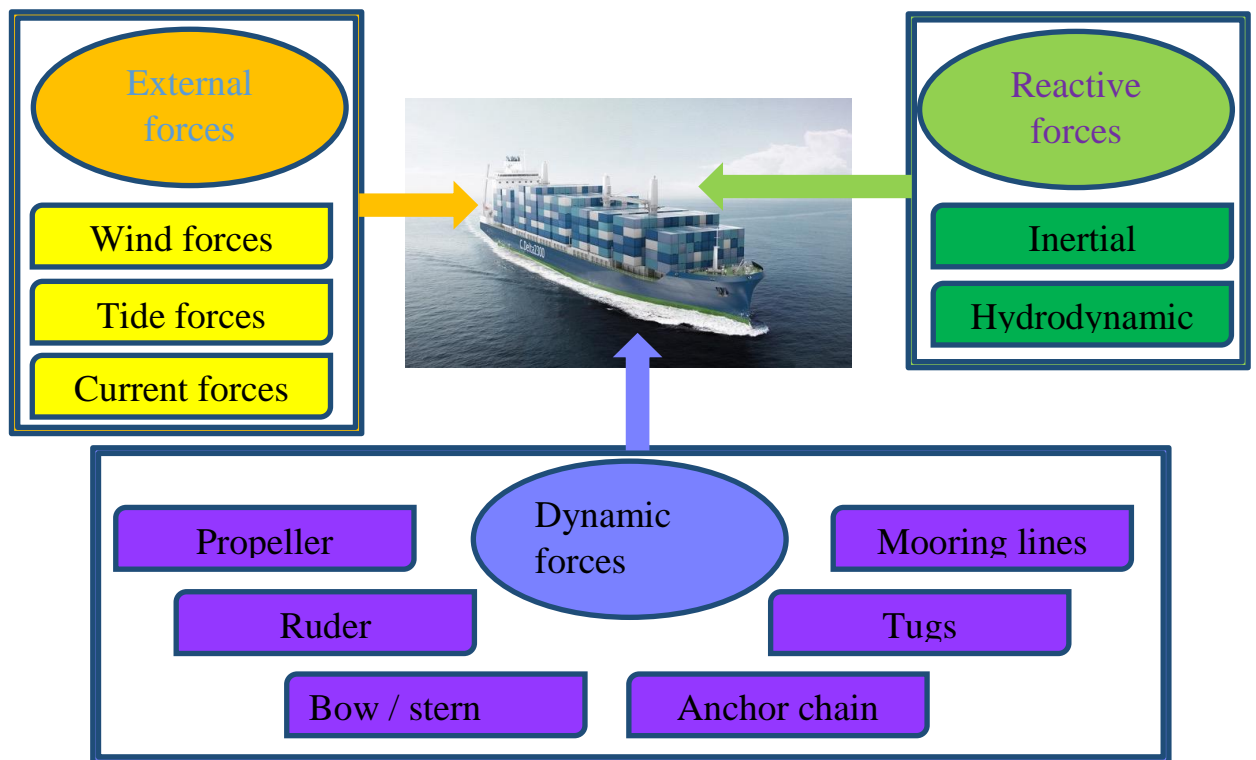 External
forces
Wind forces
Tide forces
Current forces
Reactive
forces
Inertial
Hydrodynamic
C.Delta2300
Dynamic
forces
Propeller
Ruder
Bow / stern
Mooring lines
Tugs
Anchor chain